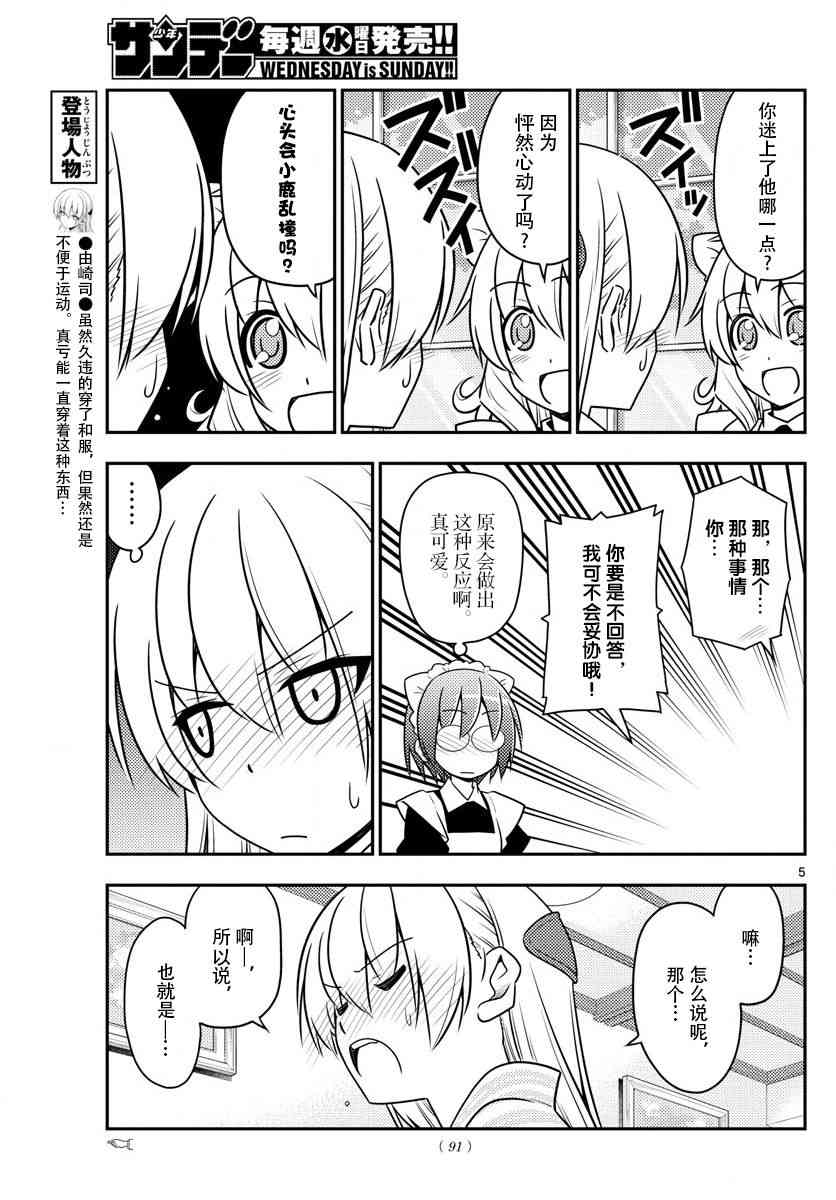 少年サンデー
毎週水曜日発売!!
WEDNESDAY is SUNDAY!!
登場人物
とうじょうじんぶつ
●由崎司●虽然久违的穿了和服，但果然还是
不便于运动。真亏能一直穿着这种东西…
你迷上了他哪一点？
ズズイッ
因为
怦然心动了吗？
ズズズッ
心头会小鹿乱撞吗？
那，那个…
那种事情
你…
你要是不回答，
我可不会妥协哦！
原来会做出
这种反应啊。
真可爱。
……
5
嘛…
怎么说呢，
那个…
啊—，
所以说，
也就是—！
（91）